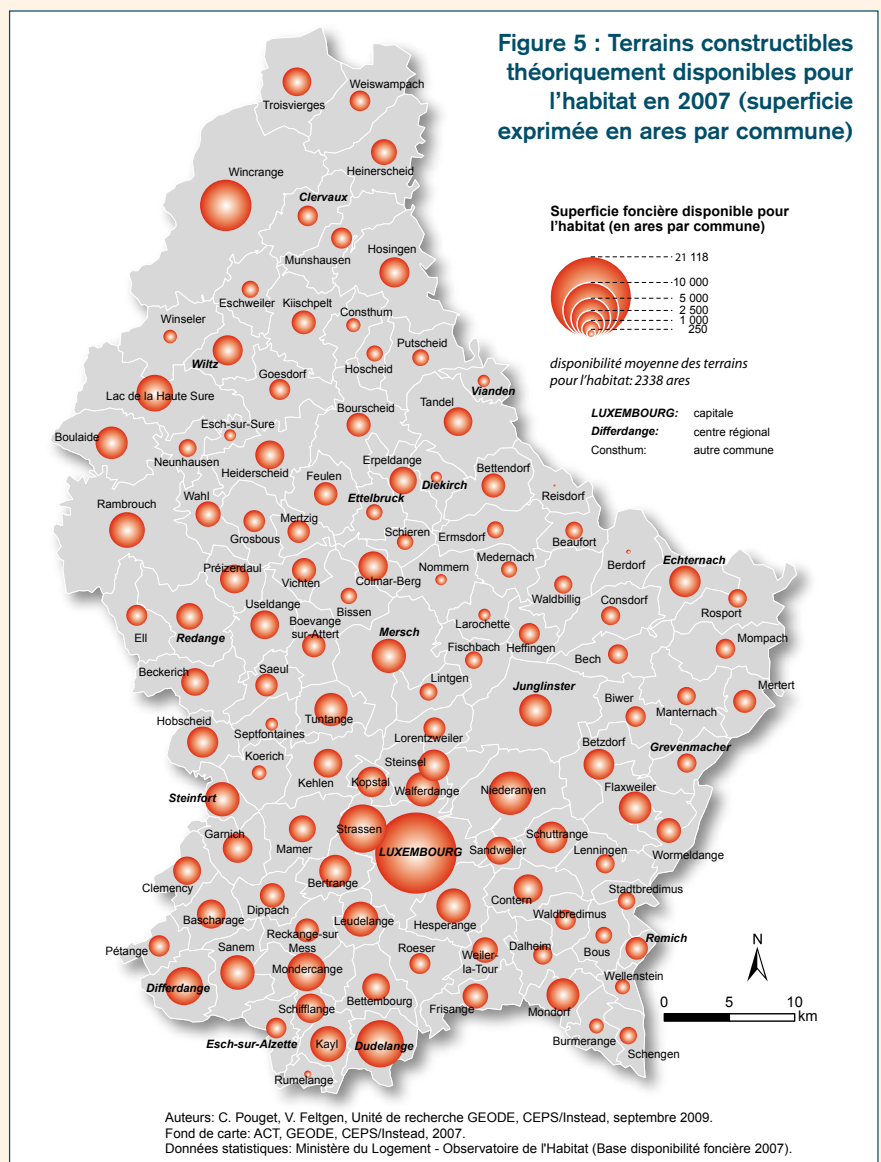 Figure 5 : Terrains constructibles
théoriquement disponibles pour
l'habitat en 2007 (superficie
exprimée en ares par commune)
Troisvierges
Weiswampach
Heinerscheid
Wincrange
Clervaux
Munshausen
Hosingen
Superficie foncière disponible pour
l'habitat (en ares par commune)
21 118
10 000
5 000
2 500
1 000
250
disponibilité moyenne des terrains
pour l'habitat: 2338 ares
LUXEMBOURG: capitale
Differdange: centre régional
Consthum: autre commune
Eschweiler
Kiischpelt
Consthum
Winseler
Wiltz
Hoscheid
Putscheid
Goesdorf
Vianden
Lac de la Haute Sure
Bourscheid
Tandel
Boulaide
Esch-sur-Sure
Neunhausen
Heiderscheid
Feulen
Erpeldange
Diekirch
Bettendorf
Reisdorf
Rambrouch
Wahl
Grosbous
Mertzig
Ettelbruck
Schieren
Ermsdorf
Beaufort
Berdorf
Echternach
Préizerdaul
Vichten
Colmar-Berg
Nommern
Medernach
Waldbillig
Consdorf
Rosport
Ell
Redange
Useldange
Boevange
sur-Attert
Bissen
Mersch
Larochette
Fischbach
Heffingen
Bech
Mompach
Beckerich
Saeul
Lintgen
Junglinster
Biwer
Manternach
Mertert
Hobscheid
Septfontaines
Tuntange
Lorentzweiler
Betzdorf
Grevenmacher
Koerich
Kehlen
Kopstal
Steinsel
Walferdange
Niederanven
Flaxweiler
Steinfort
Garnich
Mamer
Strassen
LUXEMBOURG
Sandweiler
Schuttrange
Lenningen
Wormeldange
Clemency
Bertrange
Contern
Stadtbredimus
Bascharage
Dippach
Leudelange
Hesperange
Waldbredimus
Pétange
Reckange-sur
Mess
Sanem
Mondercange
Roeser
Weiler-
la-Tour
Dalheim
Bous
Remich
Differdange
Schifflange
Bettembourg
Frisange
Mondorf
Wellenstein
Esch-sur-Alzette
Kayl
Dudelange
Burmerange
Schengen
Rumelange
N
0 5 10
km
Auteurs: C. Pouget, V. Feltgen, Unité de recherche GEODE, CEPS/Instead, septembre 2009.
Fond de carte: ACT, GEODE, CEPS/Instead, 2007.
Données statistiques: Ministère du Logement - Observatoire de l'Habitat (Base disponibilité foncière 2007).